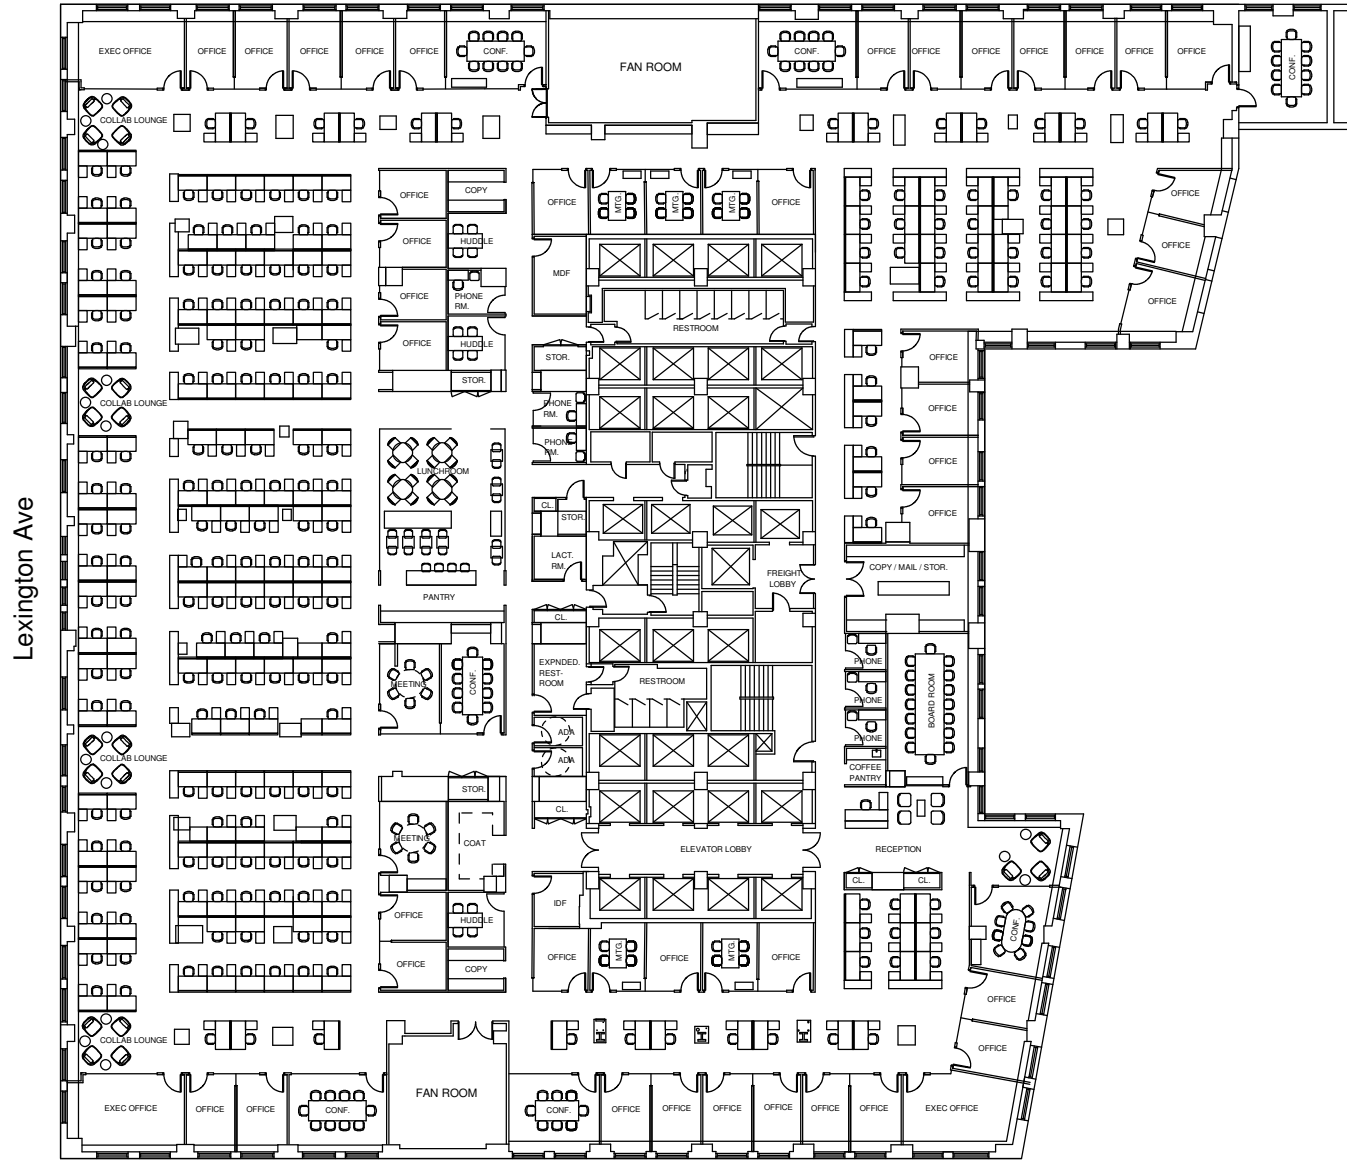 EXEC OFFICE
OFFICE
OFFICE
OFFICE
OFFICE
OFFICE
CONF.
FAN ROOM
CONF.
OFFICE
OFFICE
OFFICE
OFFICE
OFFICE
OFFICE
OFFICE
CONF.
COLLAB LOUNGE
OFFICE
COPY
OFFICE
MTG.
MTG.
MTG.
OFFICE
OFFICE
OFFICE
HUDDLE
OFFICE
MDF
OFFICE
PHONE
RM.
OFFICE
RESTROOM
OFFICE
HUDDLE
STOR.
OFFICE
STOR.
COLLAB LOUNGE
PHONE
RM.
OFFICE
PHONE
RM.
LUNCHROOM
OFFICE
CL.
STOR.
OFFICE
Lexington Ave
LACT.
RM.
FREIGHT
LOBBY
COPY / MAIL / STOR.
PANTRY
CL.
MEETING
CONF.
EXPNDED.
REST-
ROOM
RESTROOM
PHONE
PHONE
PHONE
BOARD ROOM
ADA
ADA
COLLAB LOUNGE
COFFEE
PANTRY
STOR.
CL.
MEETING
COAT
ELEVATOR LOBBY
RECEPTION
CL.
CL.
OFFICE
HUDDLE
IDF
CONF.
OFFICE
COPY
OFFICE
MTG.
OFFICE
MTG.
OFFICE
OFFICE
COLLAB LOUNGE
OFFICE
EXEC OFFICE
OFFICE
OFFICE
CONF.
FAN ROOM
CONF.
OFFICE
OFFICE
OFFICE
OFFICE
OFFICE
OFFICE
EXEC OFFICE